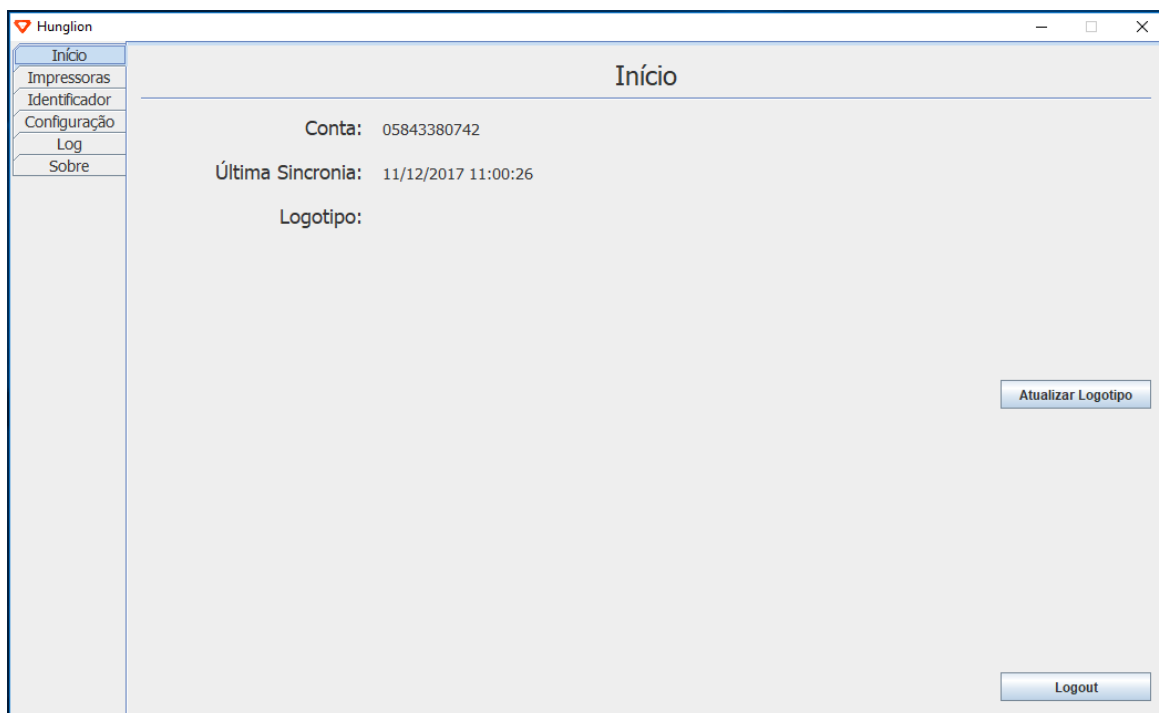 Hunglion
Início
Impressoras
Identificador
Configuração
Log
Sobre
Início
Conta: 05843380742
Última Sincronia: 11/12/2017 11:00:26
Logotipo:
Atualizar Logotipo
Logout